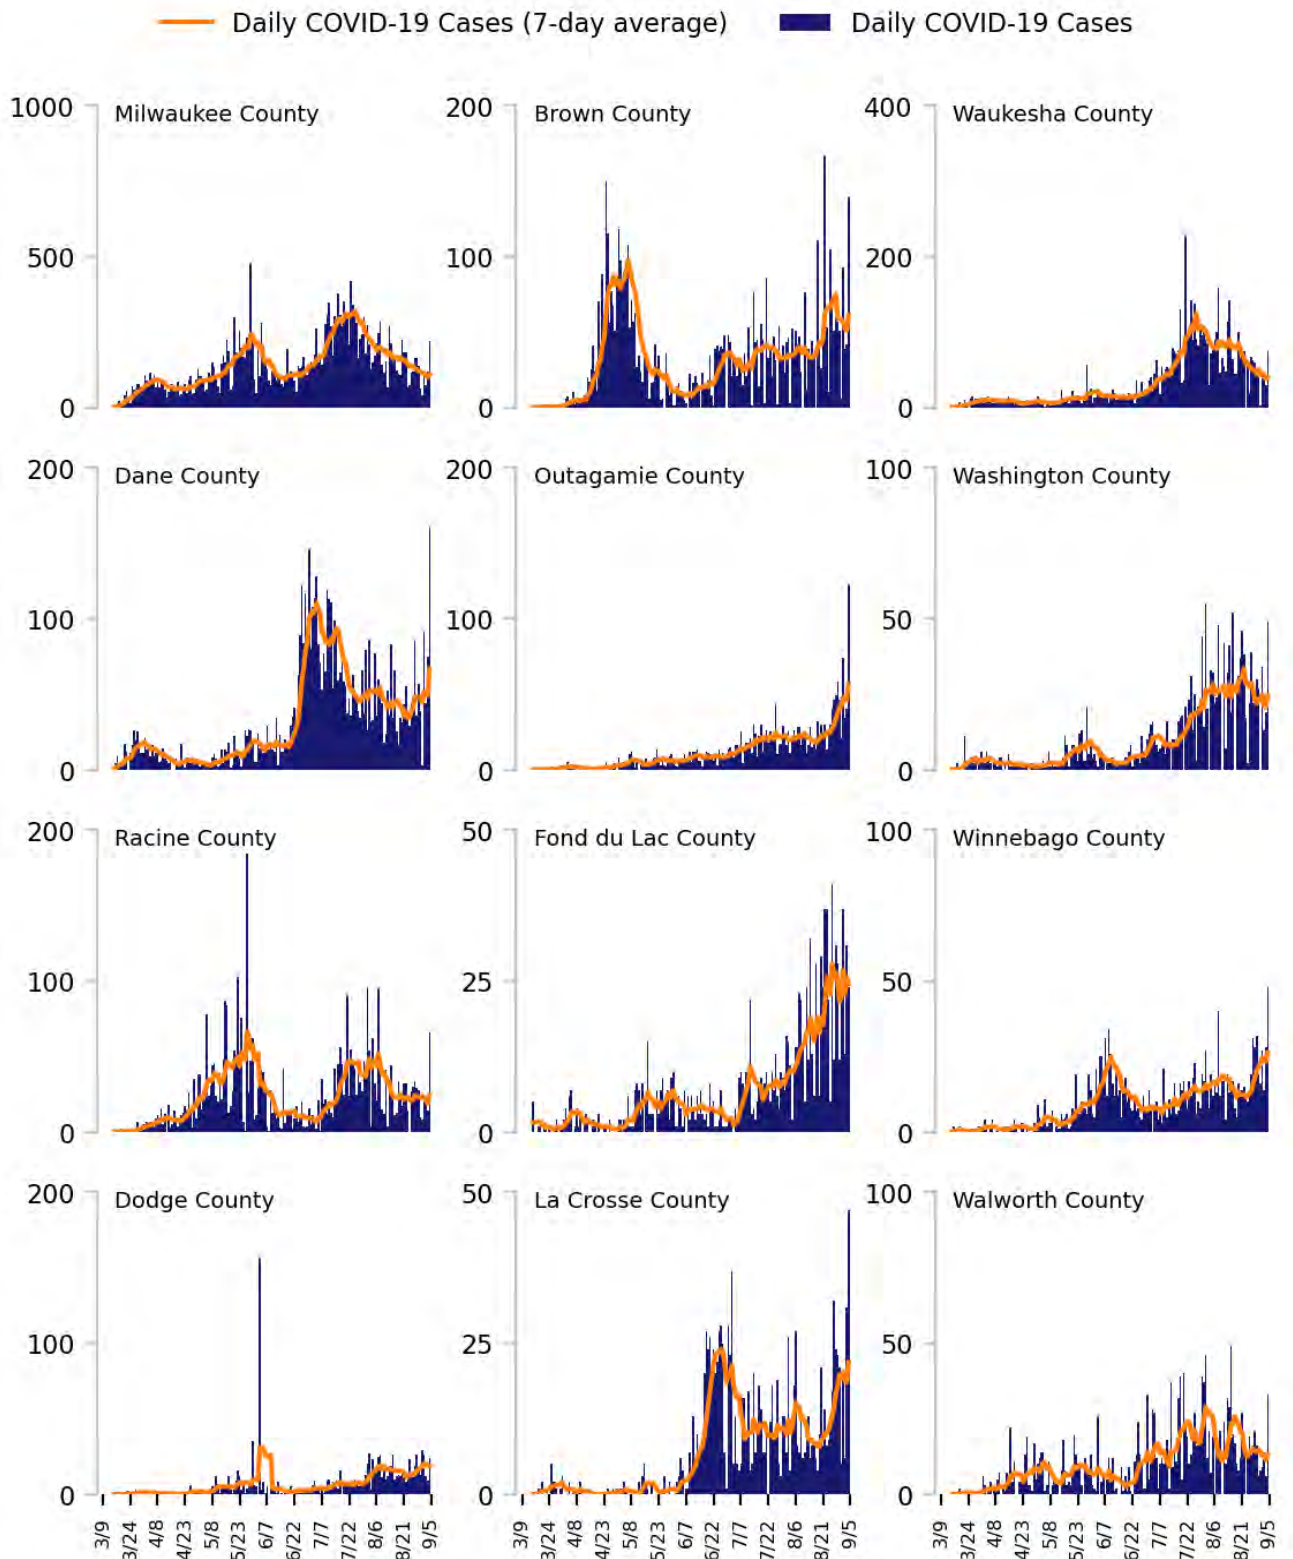 Daily COVID-19 Cases (7-day average) Daily COVID-19 Cases
1000 Milwaukee County 200 Brown County 400 Waukesha County
500 100 200
0 0 0
200 Dane County 200 Outagamie County 100 Washington County
100 100 50
0 0 0
200 Racine County 50 Fond du Lac County 100 Winnebago County
100 25 50
0 0 0
200 Dodge County 50 La Crosse County 100 Walworth County
100 25 50
0 0 0
3/9 3/24 4/8 4/23 5/8 5/23 6/7 6/22 7/7 7/22 8/6 8/21 9/5 3/9 3/24 4/8 4/23 5/8 5/23 6/7 6/22 7/7 7/22 8/6 8/21 9/5 3/9 3/24 4/8 4/23 5/8 5/23 6/7 6/22 7/7 7/22 8/6 8/21 9/5